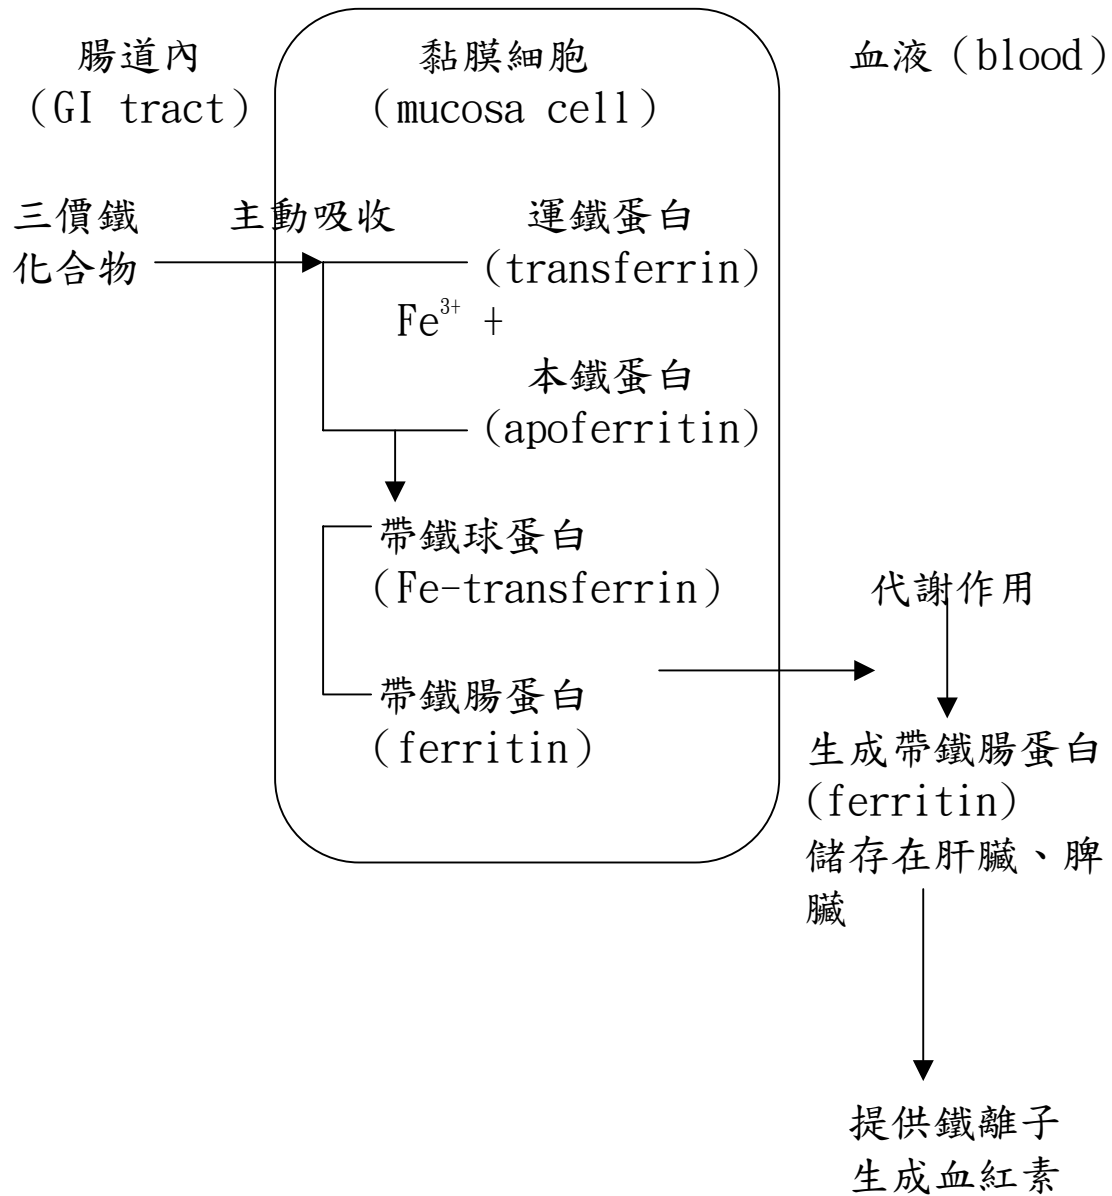 腸道內
(GI tract)
黏膜細胞
(mucosa cell)
血液(blood)
三價鐵
化合物
主動吸收
運鐵蛋白
(transferrin)
Fe³⁺ +
本鐵蛋白
(apoferritin)
帶鐵球蛋白
(Fe-transferrin)
帶鐵腸蛋白
(ferritin)
代謝作用
生成帶鐵腸蛋白
(ferritin)
儲存在肝臟、脾
臟
提供鐵離子
生成血紅素